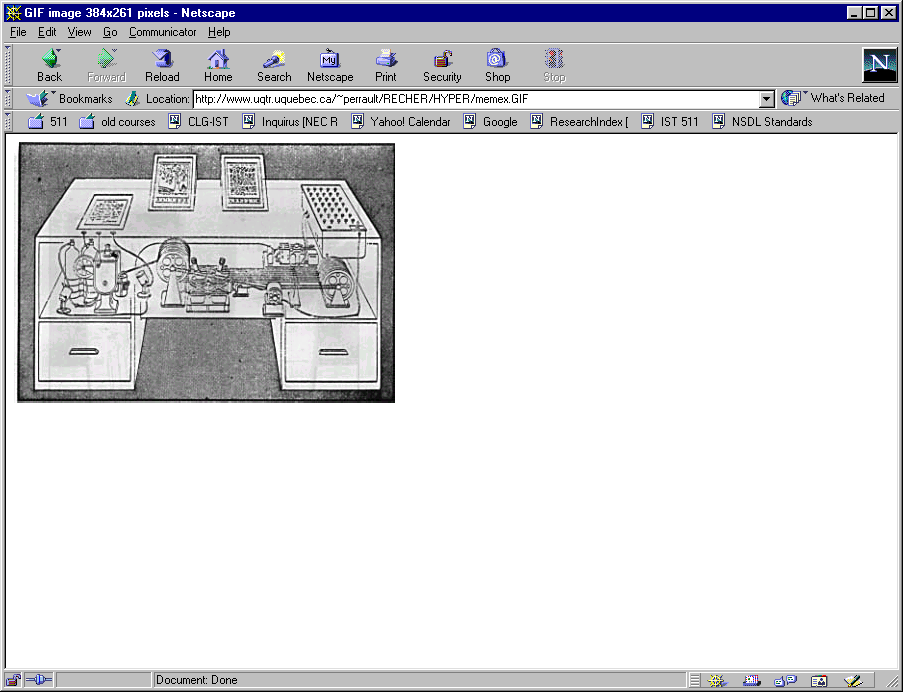 GIF image 384x261 pixels - Netscape
File Edit View Go Communicator Help
Back Forward Reload Home Search Netscape Print Security Shop Stop
Bookmarks Location: http://www.uqtr.uquebec.ca/~perrault/RECHER/HYPER/memex.GIF What's Related
511 old courses CLG-IST Inquirus [NEC R Yahoo! Calendar Google ResearchIndex [ IST 511 NSDL Standards
Document: Done